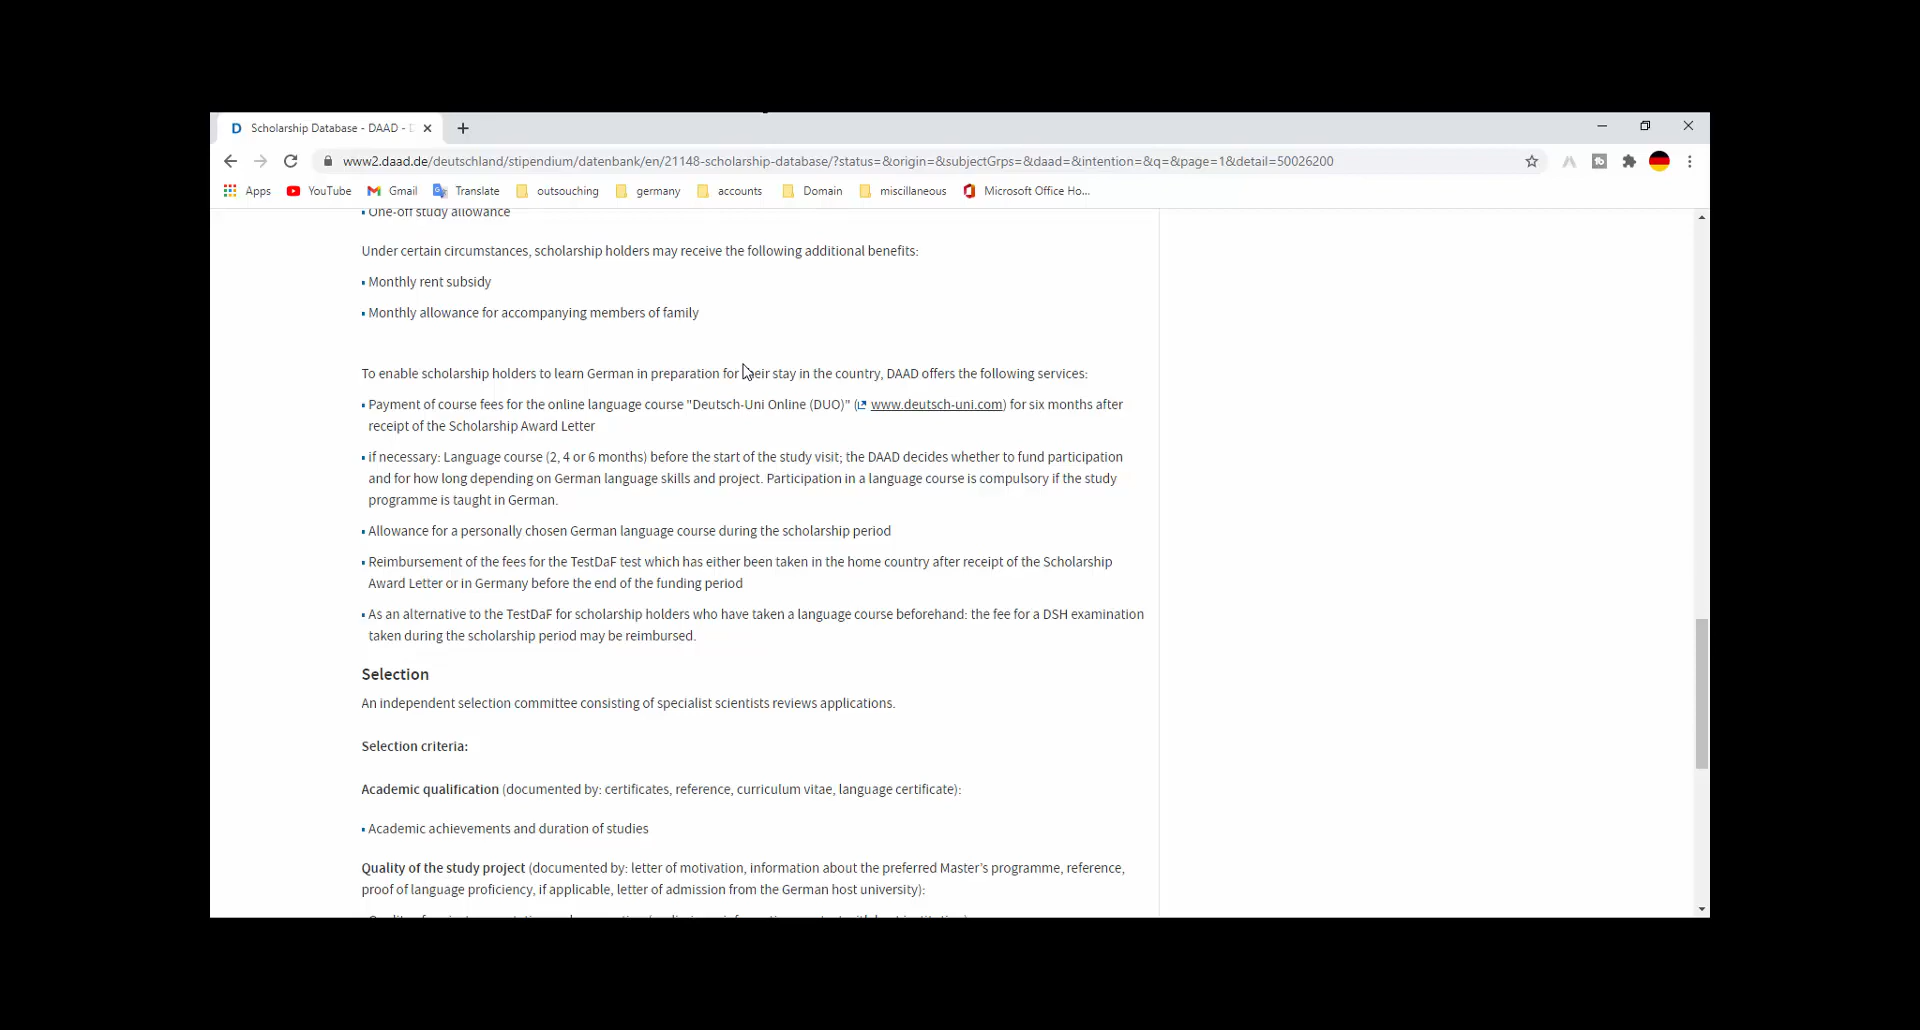 Scholarship Database - DAAD -
www2.daad.de/deutschland/stipendium/datenbank/en/21148-scholarship-database/?status=&origin=&subjectGrps=&daad=&intention=&q=&page=1&detail=50026200
Apps YouTube Gmail Translate outsouching germany accounts Domain miscillaneous Microsoft Office Ho...
▪ One-off study allowance
Under certain circumstances, scholarship holders may receive the following additional benefits:
▪ Monthly rent subsidy
▪ Monthly allowance for accompanying members of family
To enable scholarship holders to learn German in preparation for their stay in the country, DAAD offers the following services:
▪ Payment of course fees for the online language course "Deutsch-Uni Online (DUO)" (www.deutsch-uni.com) for six months after
receipt of the Scholarship Award Letter
▪ if necessary: Language course (2, 4 or 6 months) before the start of the study visit; the DAAD decides whether to fund participation
and for how long depending on German language skills and project. Participation in a language course is compulsory if the study
programme is taught in German.
▪ Allowance for a personally chosen German language course during the scholarship period
▪ Reimbursement of the fees for the TestDaF test which has either been taken in the home country after receipt of the Scholarship
Award Letter or in Germany before the end of the funding period
▪ As an alternative to the TestDaF for scholarship holders who have taken a language course beforehand: the fee for a DSH examination
taken during the scholarship period may be reimbursed.
Selection
An independent selection committee consisting of specialist scientists reviews applications.
Selection criteria:
Academic qualification (documented by: certificates, reference, curriculum vitae, language certificate):
▪ Academic achievements and duration of studies
Quality of the study project (documented by: letter of motivation, information about the preferred Master's programme, reference,
proof of language proficiency, if applicable, letter of admission from the German host university):